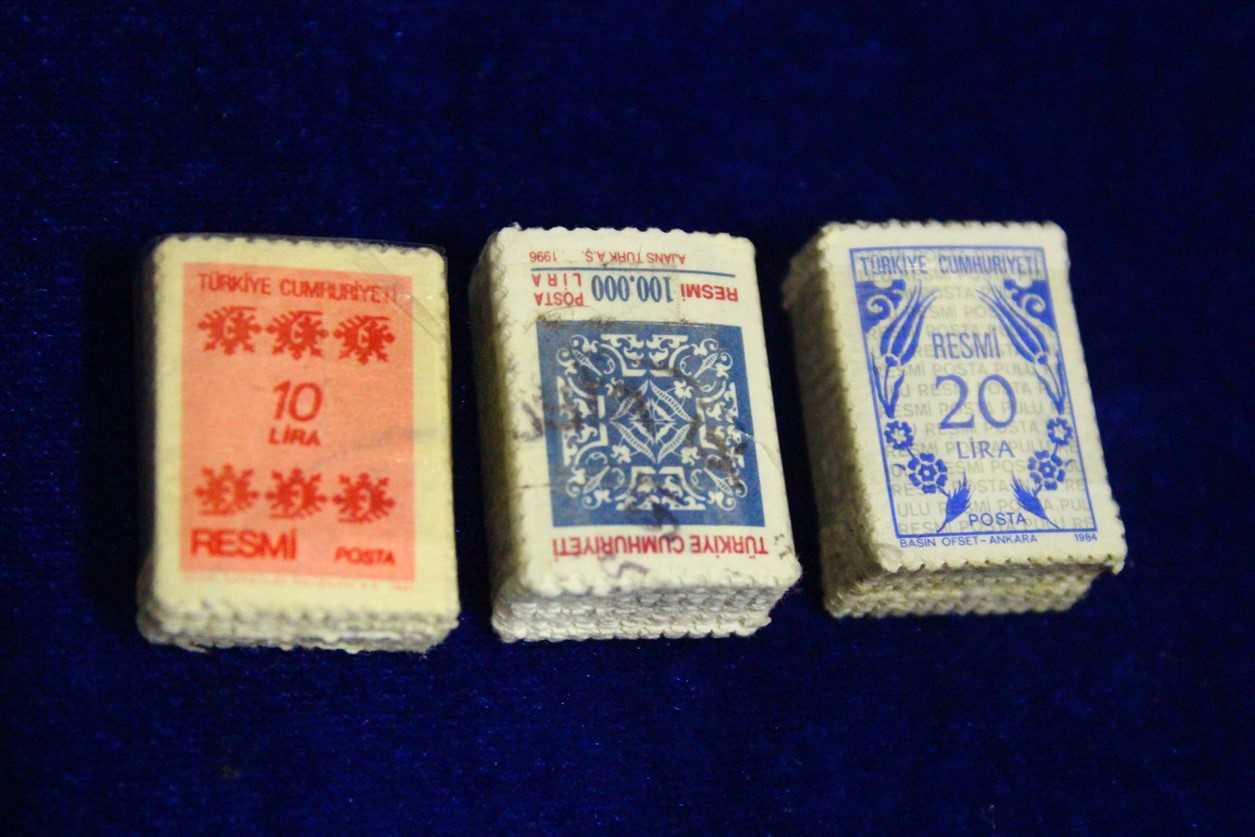 TÜRKİYE CUMHURİYETİ
10
LİRA
RESMİ POSTA
TÜRKİYE CUMHURİYETİ
RESMİ 100.000 POSTA
LİRA
AJANS TÜRK A.Ş. 1996
TÜRKİYE CUMHURİYETİ
RESMİ
20
LİRA
POSTA
BASIN OFSET-ANKARA 1984